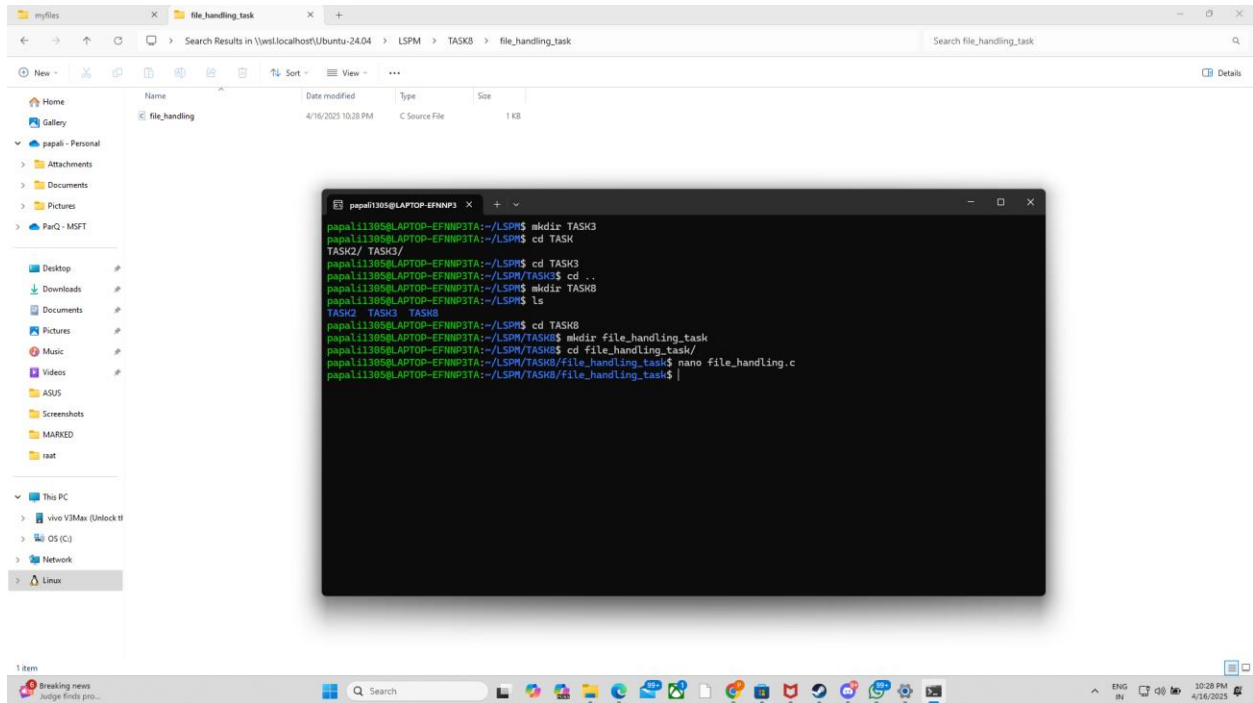 myfiles
file_handling_task
Search Results in \\wsl.localhost\Ubuntu-24.04 > LSPM > TASK8 > file_handling_task
Search file_handling_task
New
Sort
View
Details
Name Date modified Type Size
file_handling 4/16/2025 10:28 PM C Source File 1 KB
Home
Gallery
papali - Personal
Attachments
Documents
Pictures
ParQ - MSFT
Desktop
Downloads
Documents
Pictures
Music
Videos
ASUS
Screenshots
MARKED
raat
This PC
vivo V3Max (Unlock th
OS (C:)
Network
Linux
papali1305@LAPTOP-EFNNP3
papali1305@LAPTOP-EFNNP3TA:~/LSPM$ mkdir TASK3
papali1305@LAPTOP-EFNNP3TA:~/LSPM$ cd TASK
TASK2/ TASK3/
papali1305@LAPTOP-EFNNP3TA:~/LSPM$ cd TASK3
papali1305@LAPTOP-EFNNP3TA:~/LSPM/TASK3$ cd ..
papali1305@LAPTOP-EFNNP3TA:~/LSPM$ mkdir TASK8
papali1305@LAPTOP-EFNNP3TA:~/LSPM$ ls
TASK2 TASK3 TASK8
papali1305@LAPTOP-EFNNP3TA:~/LSPM$ cd TASK8
papali1305@LAPTOP-EFNNP3TA:~/LSPM/TASK8$ mkdir file_handling_task
papali1305@LAPTOP-EFNNP3TA:~/LSPM/TASK8$ cd file_handling_task/
papali1305@LAPTOP-EFNNP3TA:~/LSPM/TASK8/file_handling_task$ nano file_handling.c
papali1305@LAPTOP-EFNNP3TA:~/LSPM/TASK8/file_handling_task$
1 item
6
Breaking news
Judge finds pro...
Search
99+
99+
ENG
IN
10:28 PM
4/16/2025